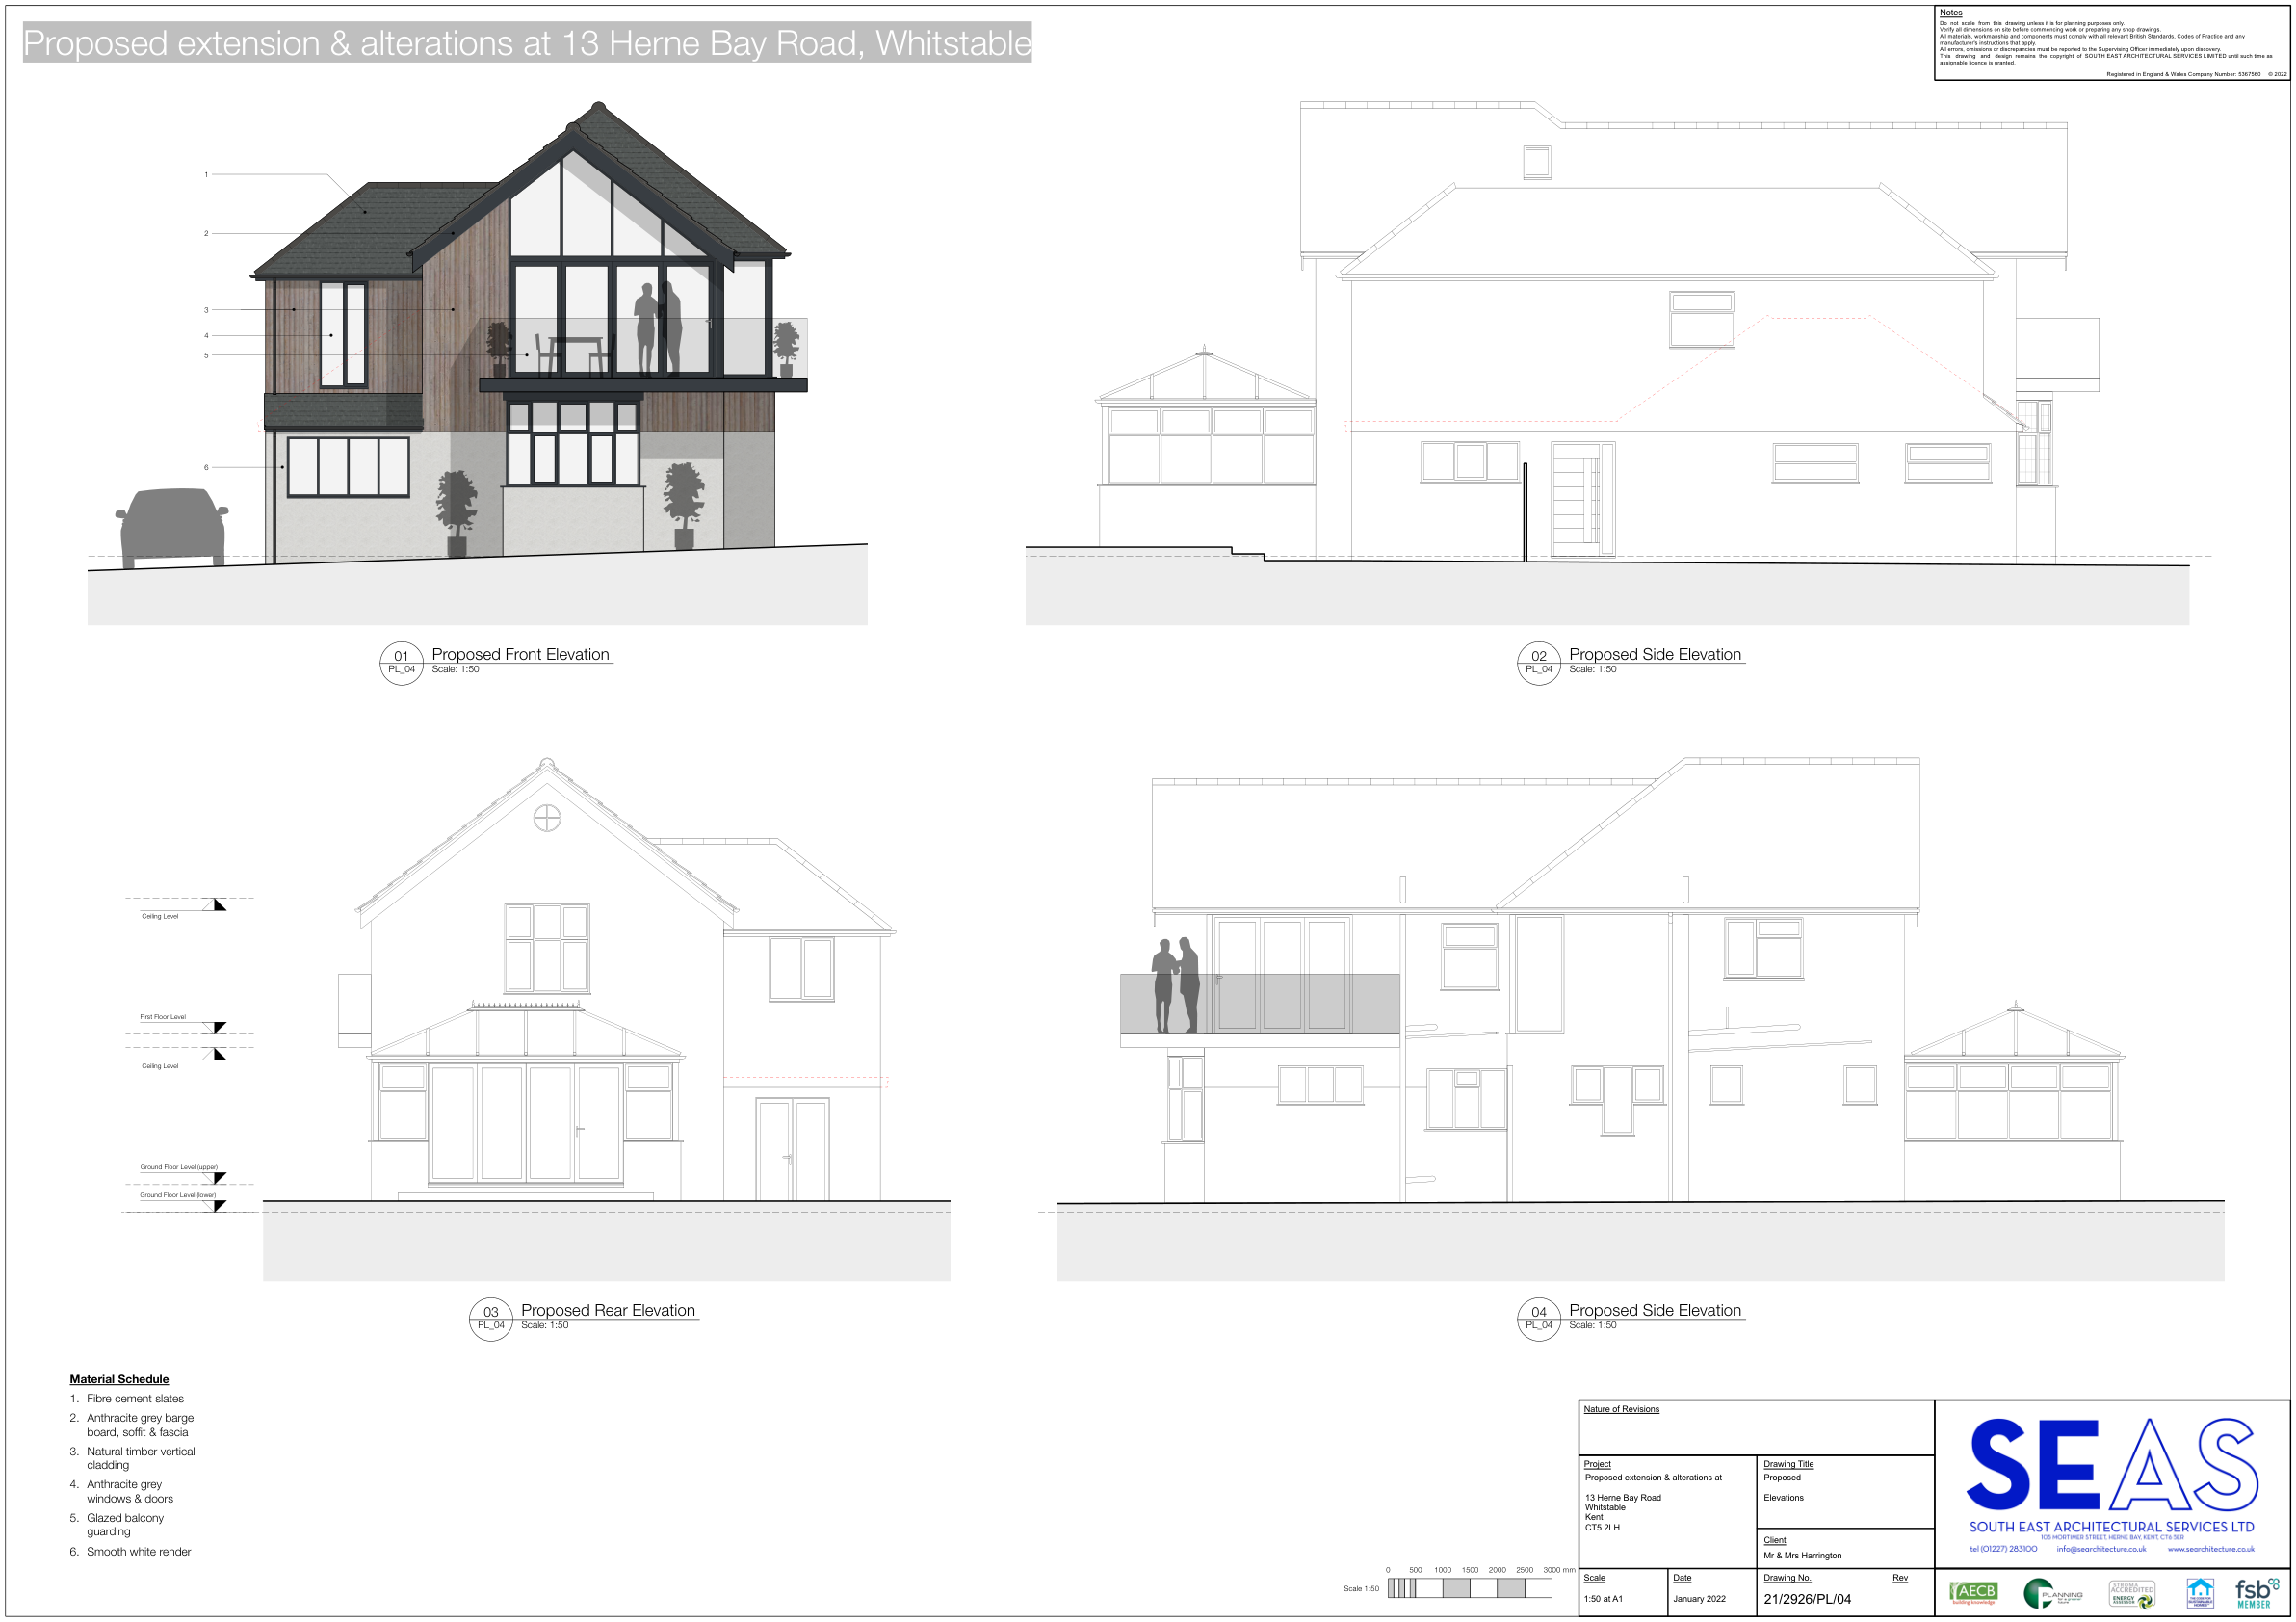 Proposed extension & alterations at 13 Herne Bay Road, Whitstable
Notes
Do not scale from this drawing unless it is for planning purposes only.
Verify all dimensions on site before commencing work or preparing any shop drawings.
All materials, workmanship and components must comply with all relevant British Standards, Codes of Practice and any
manufacturer's instructions that apply.
All errors, omissions or discrepancies must be reported to the Supervising Officer immediately upon discovery.
This drawing and design remains the copyright of SOUTH EAST ARCHITECTURAL SERVICES LIMITED until such time as
assignable licence is granted.
Registered in England & Wales Company Number: 5367560 © 2022
1
2
3
4
5
6
01
PL_04
Proposed Front Elevation
Scale: 1:50
02
PL_04
Proposed Side Elevation
Scale: 1:50
Ceiling Level
First Floor Level
Ceiling Level
Ground Floor Level (upper)
Ground Floor Level (lower)
03
PL_04
Proposed Rear Elevation
Scale: 1:50
04
PL_04
Proposed Side Elevation
Scale: 1:50
Material Schedule
1. Fibre cement slates
2. Anthracite grey barge
board, soffit & fascia
3. Natural timber vertical
cladding
4. Anthracite grey
windows & doors
5. Glazed balcony
guarding
6. Smooth white render
Scale 1:50
0 500 1000 1500 2000 2500 3000 mm
Nature of Revisions
Project
Proposed extension & alterations at
13 Herne Bay Road
Whitstable
Kent
CT5 2LH
Drawing Title
Proposed
Elevations
Client
Mr & Mrs Harrington
Scale
1:50 at A1
Date
January 2022
Drawing No.
21/2926/PL/04
Rev
SEAS
SOUTH EAST ARCHITECTURAL SERVICES LTD
105 MORTIMER STREET, HERNE BAY, KENT, CT6 5ER
tel (01227) 283100 info@searchitecture.co.uk www.searchitecture.co.uk
AECB
building knowledge
PLANNING
for a greener
future
STROMA
ACCREDITED
ENERGY
ASSESSOR
fsb
MEMBER